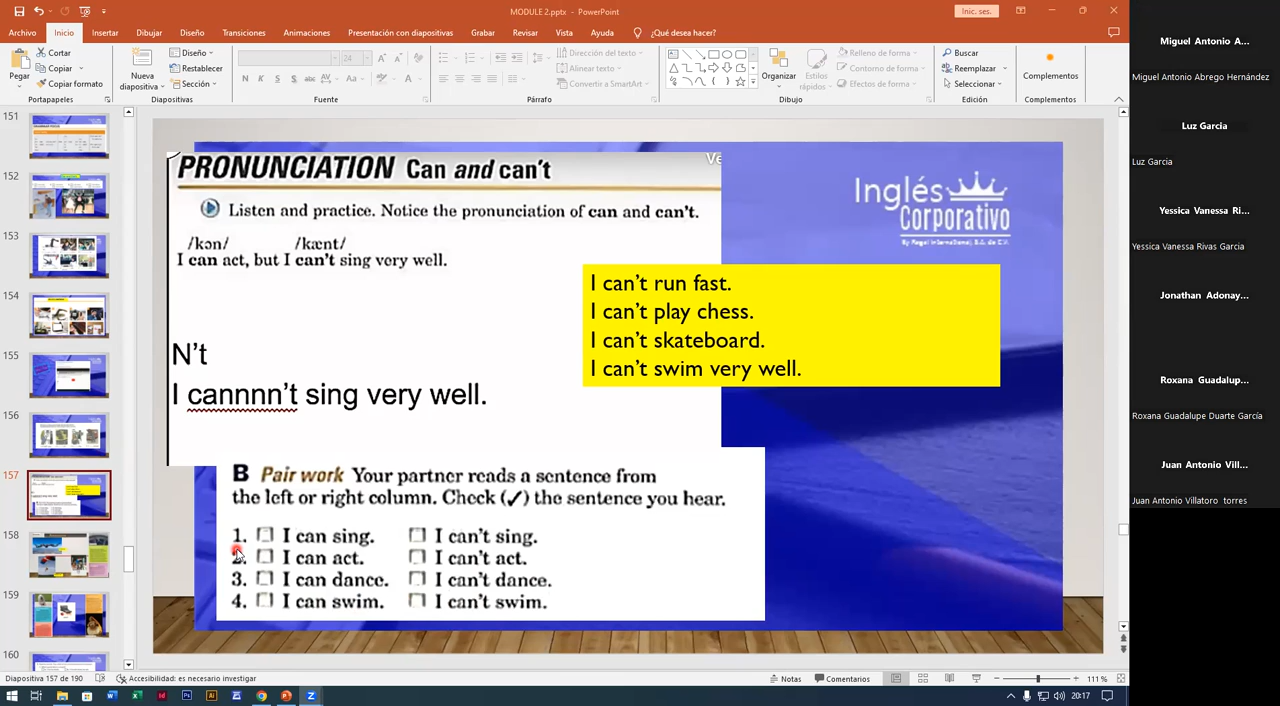 MODULE 2.pptx - PowerPoint
Inic. ses.
Archivo Inicio Insertar Dibujar Diseño Transiciones Animaciones Presentación con diapositivas Grabar Revisar Vista Ayuda ¿Qué desea hacer?
Pegar
Cortar
Copiar
Copiar formato
Portapapeles
Nueva diapositiva
Diseño
Restablecer
Sección
Diapositivas
24
N K S S abc AV Aa A
Fuente
Dirección del texto
Alinear texto
Convertir a SmartArt
Párrafo
Organizar
Estilos rápidos
Relleno de forma
Contorno de forma
Efectos de forma
Dibujo
Buscar
Reemplazar
Seleccionar
Edición
Complementos
Complementos
151
152
153
154
155
156
157
158
159
160
PRONUNCIATION Can and can't
Ve
Listen and practice. Notice the pronunciation of can and can't.
/kən/ /kænt/
I can act, but I can't sing very well.
N't
I cannnn't sing very well.
Inglés
Corporativo
By Regal International, S.A. de C.V.
I can't run fast.
I can't play chess.
I can't skateboard.
I can't swim very well.
B Pair work Your partner reads a sentence from
the left or right column. Check (✓) the sentence you hear.
1. I can sing. I can't sing.
2. I can act. I can't act.
3. I can dance. I can't dance.
4. I can swim. I can't swim.
Miguel Antonio A...
Miguel Antonio Abrego Hernández
Luz Garcia
Luz Garcia
Yessica Vanessa Ri...
Yessica Vanessa Rivas Garcia
Jonathan Adonay...
Roxana Guadalup...
Roxana Guadalupe Duarte García
Juan Antonio Vill...
Juan Antonio Villatoro torres
Diapositiva 157 de 190
Accesibilidad: es necesario investigar
Notas
Comentarios
111 %
20:17